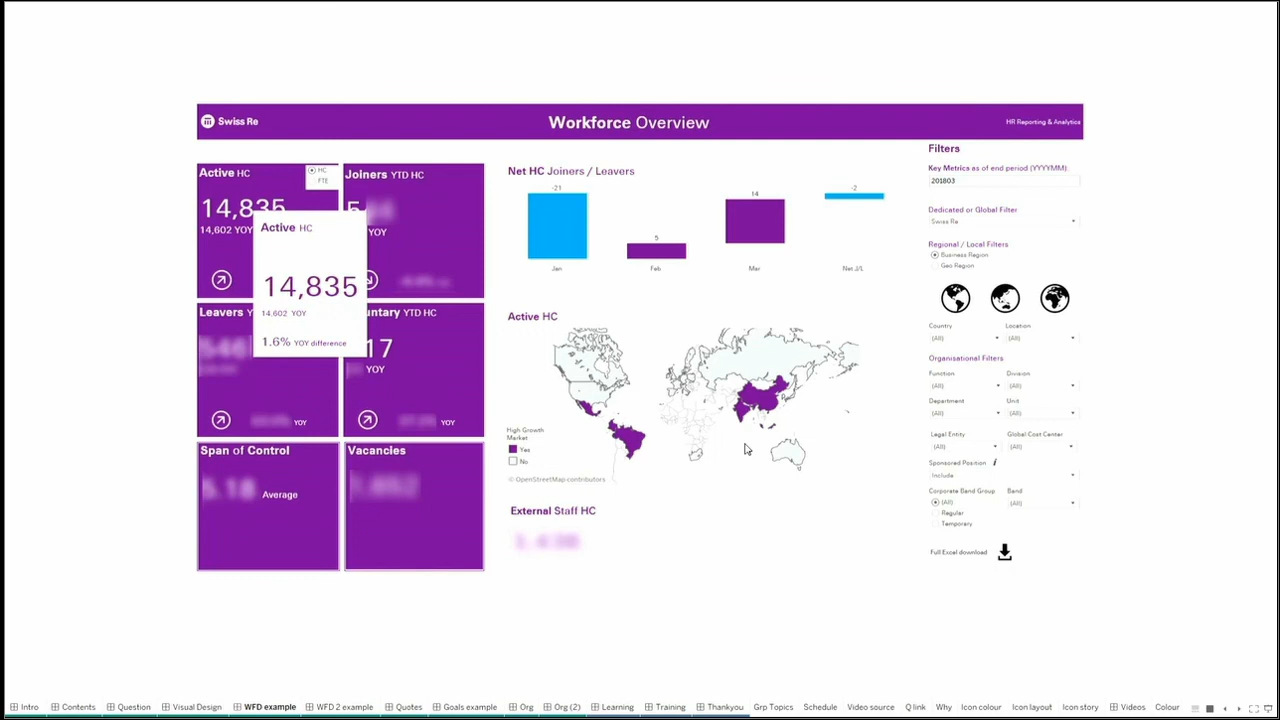 Swiss Re
Workforce Overview
HR Reporting & Analytics
Active HC
HC
FTE
14,835
14,602 YOY
Joiners YTD HC
YOY
Active HC
14,835
14,602 YOY
1.6% YOY difference
Leavers
YTD HC
17
YOY
YOY
YOY
Span of Control
Average
Vacancies
Net HC Joiners / Leavers
-21
5
14
-2
Jan
Feb
Mar
Net J/L
Active HC
High Growth
Market
Yes
No
© OpenStreetMap contributors
External Staff HC
Filters
Key Metrics as of end period (YYYYMM)
201803
Dedicated or Global Filter
Swiss Re
Regional / Local Filters
Business Region
Geo Region
Country
Location
(All)
(All)
Organisational Filters
Function
Division
(All)
(All)
Department
Unit
(All)
(All)
Legal Entity
Global Cost Center
(All)
(All)
Sponsored Position i
Include
Corporate Band Group
Band
(All)
(All)
Regular
Temporary
Full Excel download
Intro
Contents
Question
Visual Design
WFD example
WFD 2 example
Quotes
Goals example
Org
Org (2)
Learning
Training
Thankyou
Grp Topics
Schedule
Video source
Q link
Why
Icon colour
Icon layout
Icon story
Videos
Colour